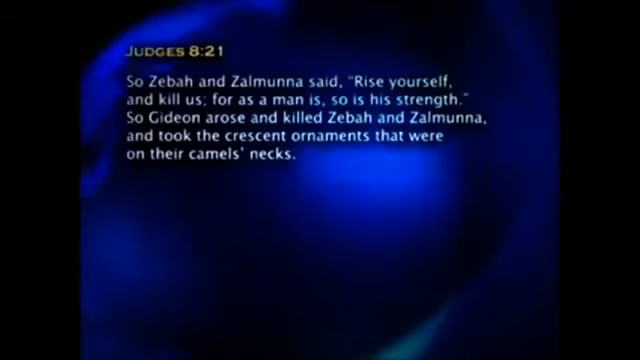 JUDGES 8:21
So Zebah and Zalmunna said, "Rise yourself,
and kill us; for as a man is, so is his strength."
So Gideon arose and killed Zebah and Zalmunna,
and took the crescent ornaments that were
on their camels' necks.